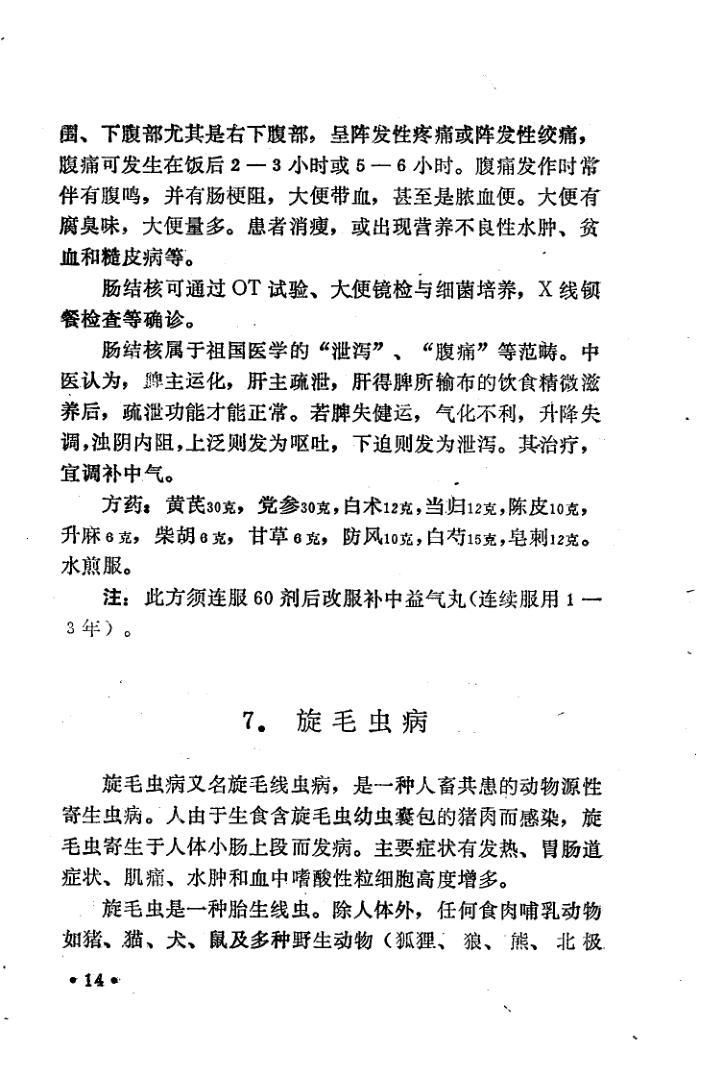 围、下腹部尤其是右下腹部，呈阵发性疼痛或阵发性绞痛，
腹痛可发生在饭后 2 — 3 小时或 5 — 6 小时。腹痛发作时常
伴有腹鸣，并有肠梗阻，大便带血，甚至是脓血便。大便有
腐臭味，大便量多。患者消瘦，或出现营养不良性水肿、贫
血和糙皮病等。
肠结核可通过 OT 试验、大便镜检与细菌培养，X 线钡
餐检查等确诊。
肠结核属于祖国医学的“泄泻”、“腹痛”等范畴。中
医认为，脾主运化，肝主疏泄，肝得脾所输布的饮食精微滋
养后，疏泄功能才能正常。若脾失健运，气化不利，升降失
调，浊阴内阻，上泛则发为呕吐，下迫则发为泄泻。其治疗，
宜调补中气。
方药：黄芪30克，党参30克，白术12克，当归12克，陈皮10克，
升麻 6 克，柴胡 6 克，甘草 6 克，防风10克，白芍15克，皂刺12克。
水煎服。
注：此方须连服 60 剂后改服补中益气丸（连续服用 1 —
3 年）。
7. 旋毛虫病
旋毛虫病又名旋毛线虫病，是一种人畜共患的动物源性
寄生虫病。人由于生食含旋毛虫幼虫囊包的猪肉而感染，旋
毛虫寄生于人体小肠上段而发病。主要症状有发热、胃肠道
症状、肌痛、水肿和血中嗜酸性粒细胞高度增多。
旋毛虫是一种胎生线虫。除人体外，任何食肉哺乳动物
如猪、猫、犬、鼠及多种野生动物（狐狸、狼、熊、北极
• 14 •